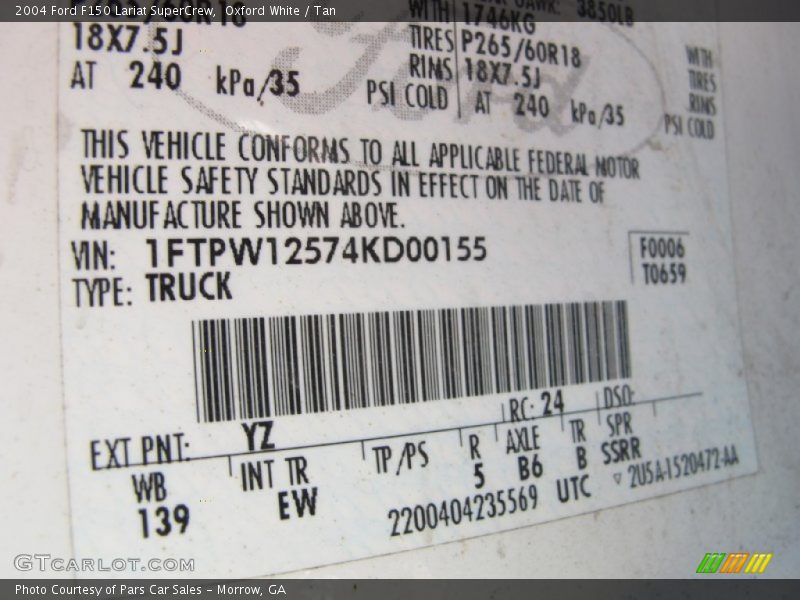 2004 Ford F150 Lariat SuperCrew, Oxford White / Tan
3850LB
WITH 1746KG
18X7.5J TIRES P265/60R18 WITH
AT 240 kPa/35 RIMS 18X7.5J TIRES
PSI COLD AT 240 kPa/35 RIMS
PSI COLD
Ford
THIS VEHICLE CONFORMS TO ALL APPLICABLE FEDERAL MOTOR
VEHICLE SAFETY STANDARDS IN EFFECT ON THE DATE OF
MANUFACTURE SHOWN ABOVE.
VIN: 1FTPW12574KD00155 F0006
TYPE: TRUCK T0659
EXT PNT: YZ RC: 24 DSO:
WB INT TR TP/PS R AXLE TR SPR
139 EW 5 B6 B SSRR
2200404235569 UTC ▽ 2U5A-1520472-AA
GTCARLOT.COM
Photo Courtesy of Pars Car Sales - Morrow, GA